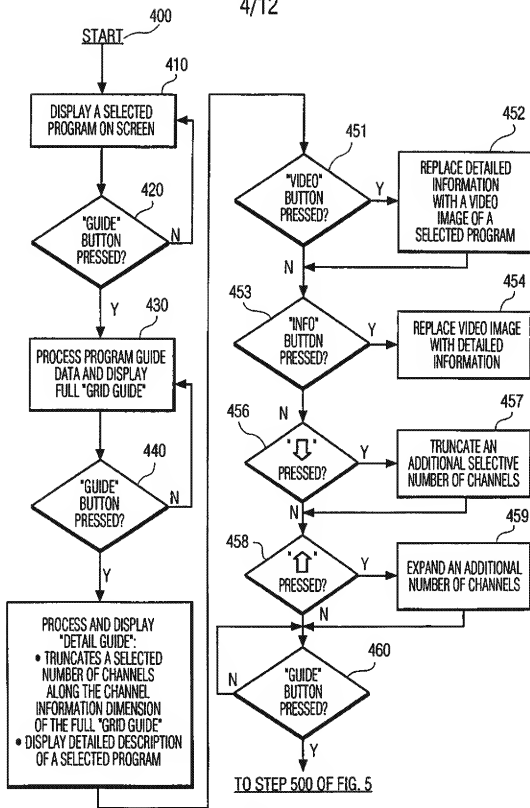 4/12
START
400
410
DISPLAY A SELECTED
PROGRAM ON SCREEN
420
"GUIDE"
BUTTON
PRESSED?
N
Y
430
PROCESS PROGRAM GUIDE
DATA AND DISPLAY
FULL "GRID GUIDE"
440
"GUIDE"
BUTTON
PRESSED?
N
Y
PROCESS AND DISPLAY
"DETAIL GUIDE":
• TRUNCATES A SELECTED
NUMBER OF CHANNELS
ALONG THE CHANNEL
INFORMATION DIMENSION
OF THE FULL "GRID GUIDE"
• DISPLAY DETAILED DESCRIPTION
OF A SELECTED PROGRAM
451
"VIDEO"
BUTTON
PRESSED?
Y
N
452
REPLACE DETAILED
INFORMATION
WITH A VIDEO
IMAGE OF A
SELECTED PROGRAM
453
"INFO"
BUTTON
PRESSED?
Y
N
454
REPLACE VIDEO IMAGE
WITH DETAILED
INFORMATION
456
"⇩"
PRESSED?
Y
N
457
TRUNCATE AN
ADDITIONAL SELECTIVE
NUMBER OF CHANNELS
458
"⇧"
PRESSED?
Y
N
459
EXPAND AN ADDITIONAL
NUMBER OF CHANNELS
460
"GUIDE"
BUTTON
PRESSED?
N
Y
TO STEP 500 OF FIG. 5